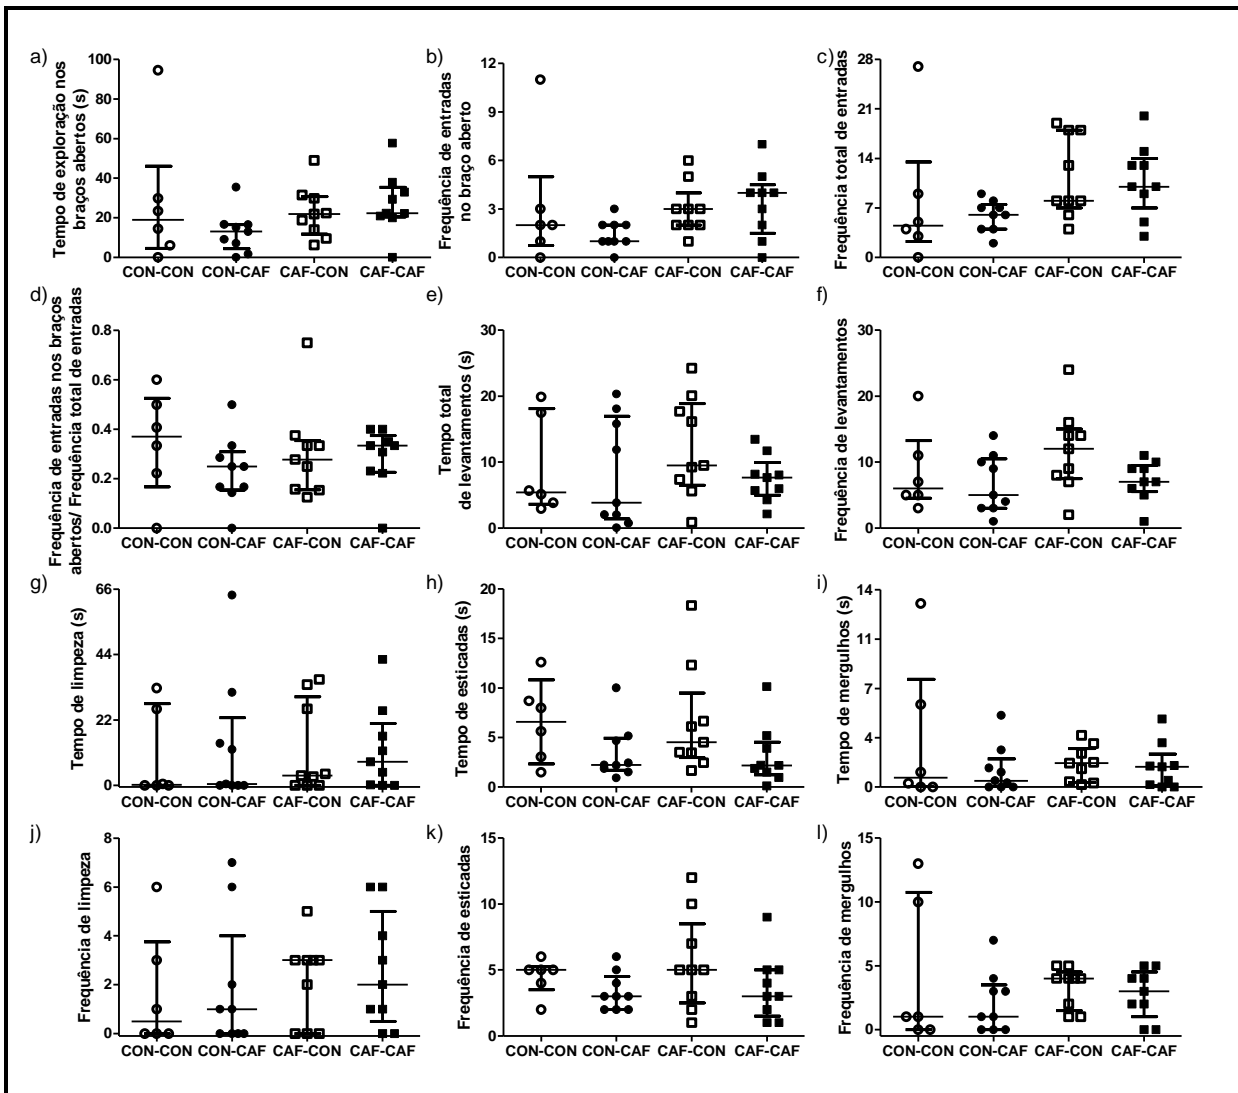 a)
Tempo de exploração nos
braços abertos (s)
100
80
60
40
20
0
CON-CON CON-CAF CAF-CON CAF-CAF
b)
Frequência de entradas
no braço aberto
12
9
6
3
0
CON-CON CON-CAF CAF-CON CAF-CAF
c)
Frequência total de entradas
28
21
14
7
0
CON-CON CON-CAF CAF-CON CAF-CAF
d)
Frequência de entradas nos braços
abertos/ Frequência total de entradas
0.8
0.6
0.4
0.2
0.0
CON-CON CON-CAF CAF-CON CAF-CAF
e)
Tempo total
de levantamentos (s)
30
20
10
0
CON-CON CON-CAF CAF-CON CAF-CAF
f)
Frequência de levantamentos
30
20
10
0
CON-CON CON-CAF CAF-CON CAF-CAF
g)
Tempo de limpeza (s)
66
44
22
0
CON-CON CON-CAF CAF-CON CAF-CAF
h)
Tempo de esticadas (s)
20
15
10
5
0
CON-CON CON-CAF CAF-CON CAF-CAF
i)
Tempo de mergulhos (s)
14
11
7
4
0
CON-CON CON-CAF CAF-CON CAF-CAF
j)
Frequência de limpeza
8
6
4
2
0
CON-CON CON-CAF CAF-CON CAF-CAF
k)
Frequência de esticadas
15
10
5
0
CON-CON CON-CAF CAF-CON CAF-CAF
l)
Frequência de mergulhos
15
10
5
0
CON-CON CON-CAF CAF-CON CAF-CAF